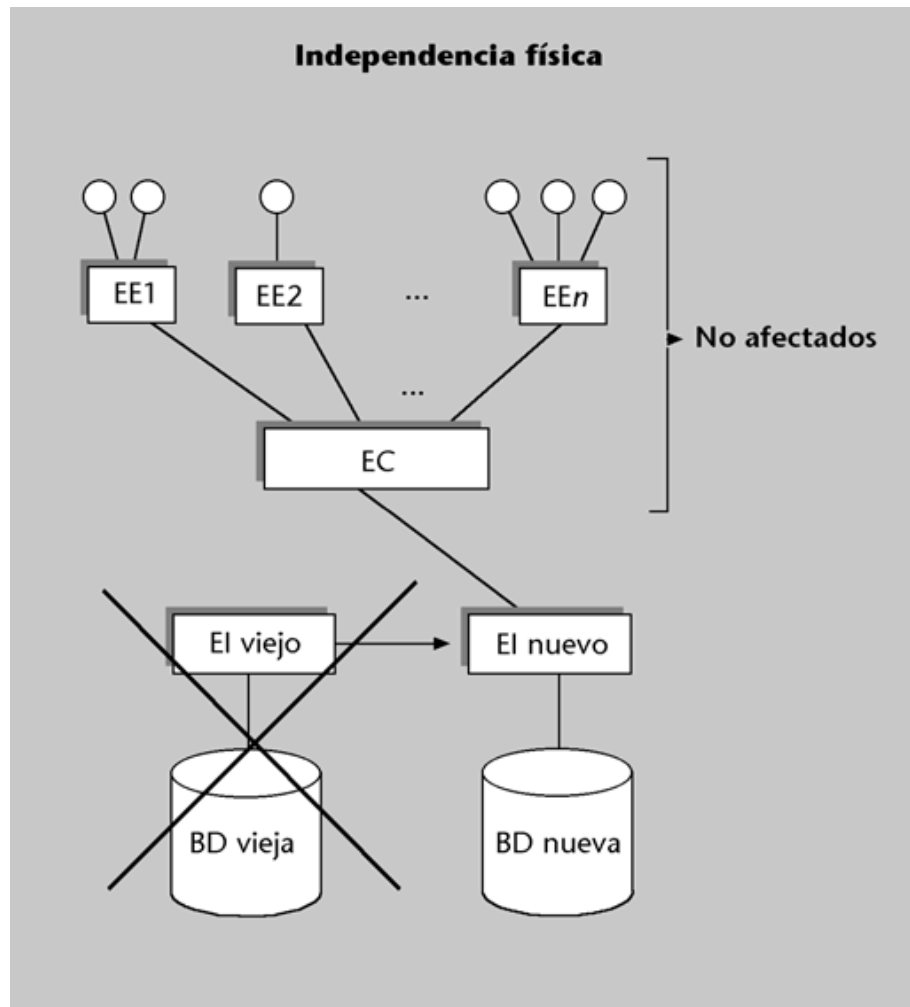 Independencia física
EE1
EE2
...
EEn
No afectados
...
EC
El viejo
El nuevo
BD vieja
BD nueva